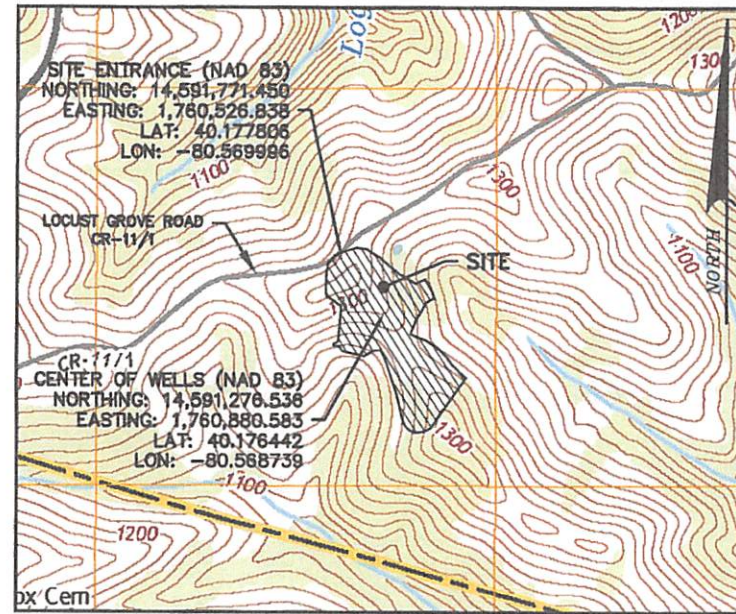 Log
1200
1300
SITE ENTRANCE (NAD 83)
NORTHING: 14,591,771.450
EASTING: 1,760,526.838
LAT: 40.177806
LON: -80.569996
1100
1300
LOCUST GROVE ROAD
CR-11/1
NORTH
1100
SITE
1300
CR-11/1
CENTER OF WELLS (NAD 83)
NORTHING: 14,591,276.536
EASTING: 1,760,880.583
LAT: 40.176442
LON: -80.568739
1300
1100
1200
ox Cem